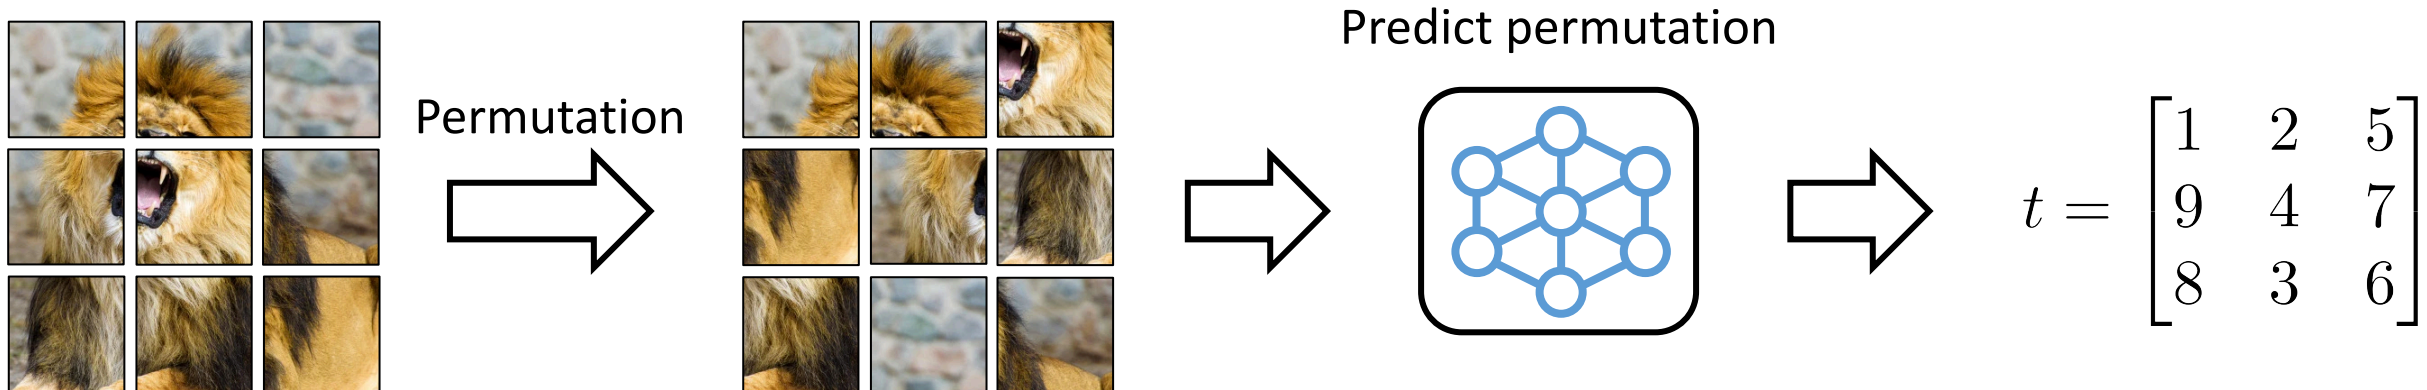 Predict permutation
Permutation
t = [1 2 5
9 4 7
8 3 6]